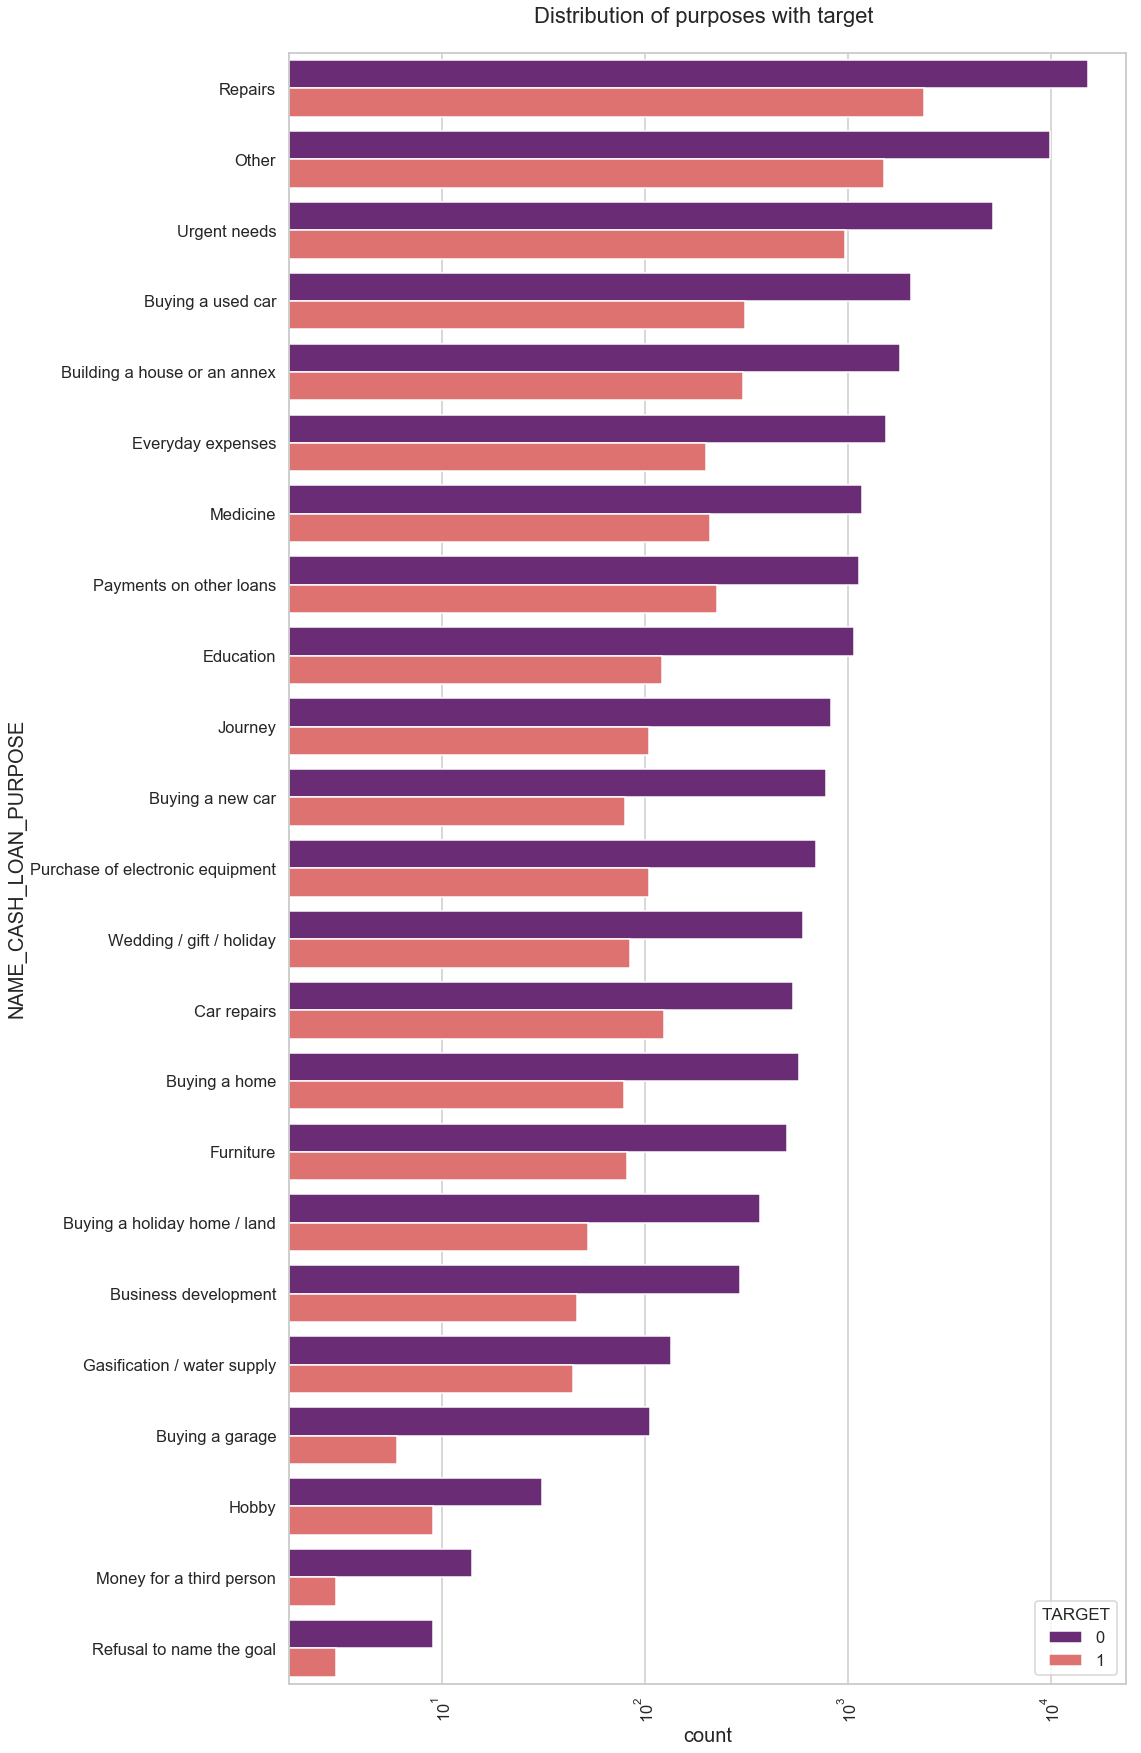 Distribution of purposes with target
Repairs
Other
Urgent needs
Buying a used car
Building a house or an annex
Everyday expenses
Medicine
Payments on other loans
Education
Journey
Buying a new car
Purchase of electronic equipment
Wedding / gift / holiday
Car repairs
Buying a home
Furniture
Buying a holiday home / land
Business development
Gasification / water supply
Buying a garage
Hobby
Money for a third person
Refusal to name the goal
NAME_CASH_LOAN_PURPOSE
TARGET
0
1
10¹
10²
10³
10⁴
count